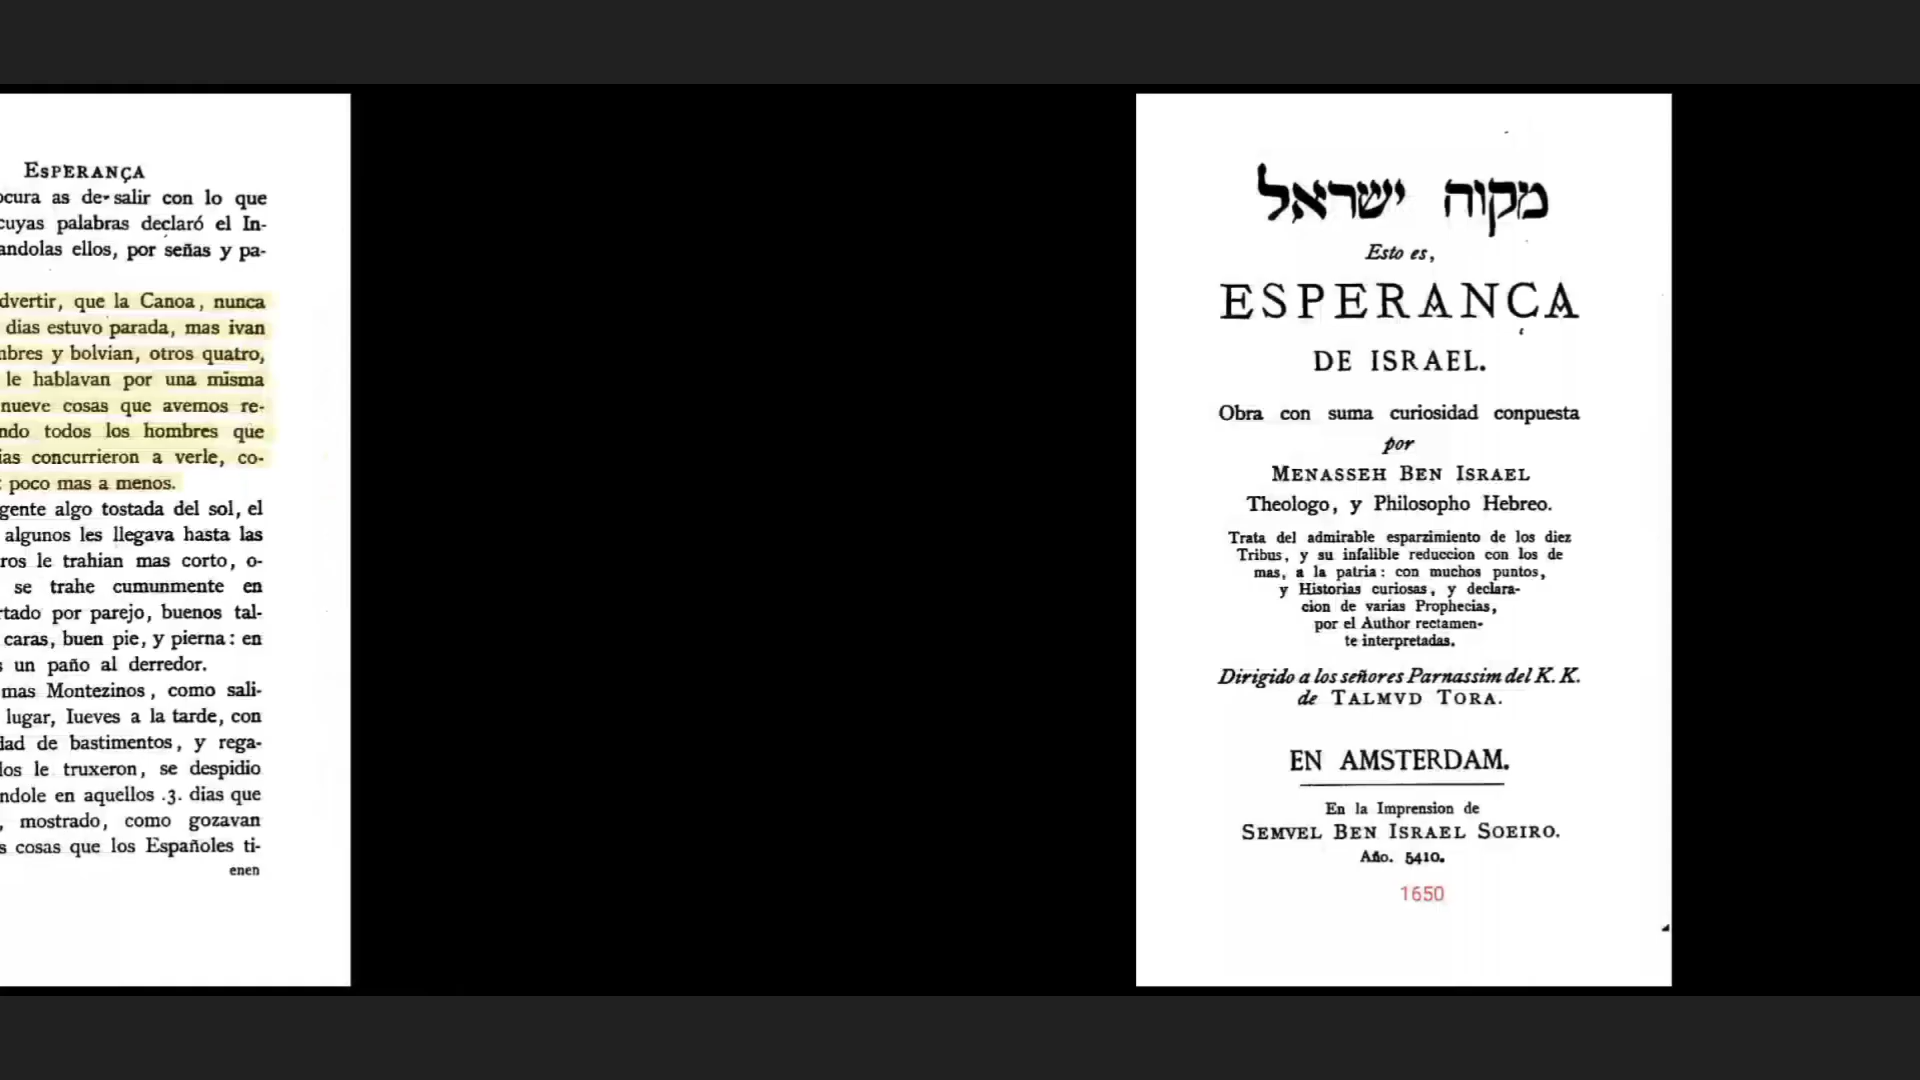 ESPERANÇA
ocura as de-salir con lo que
cuyas palabras declaró el In-
andolas ellos, por señas y pa-
dvertir, que la Canoa, nunca
dias estuvo parada, mas ivan
mbres y bolvian, otros quatro,
le hablavan por una misma
nueve cosas que avemos re-
ndo todos los hombres que
ias concurrieron a verle, co-
: poco mas a menos.
gente algo tostada del sol, el
algunos les llegava hasta las
ros le trahian mas corto, o-
se trahe cumunmente en
rtado por parejo, buenos tal-
caras, buen pie, y pierna: en
s un paño al derredor.
mas Montezinos, como sali-
lugar, Iueves a la tarde, con
dad de bastimentos, y rega-
los le truxeron, se despidio
ndole en aquellos .3. dias que
, mostrado, como gozavan
s cosas que los Españoles ti-
enen
מקוה ישראל
Esto es,
ESPERANÇA
DE ISRAEL.
Obra con suma curiosidad conpuesta
por
MENASSEH BEN ISRAEL
Theologo, y Philosopho Hebreo.
Trata del admirable esparzimiento de los diez
Tribus, y su infalible reduccion con los de
mas, a la patria: con muchos puntos,
y Historias curiosas, y declara-
cion de varias Prophecias,
por el Author rectamen-
te interpretadas.
Dirigido a los señores Parnassim del K. K.
de TALMVD TORA.
EN AMSTERDAM.
En la Imprension de
SEMVEL BEN ISRAEL SOEIRO.
Año. 5410.
1650